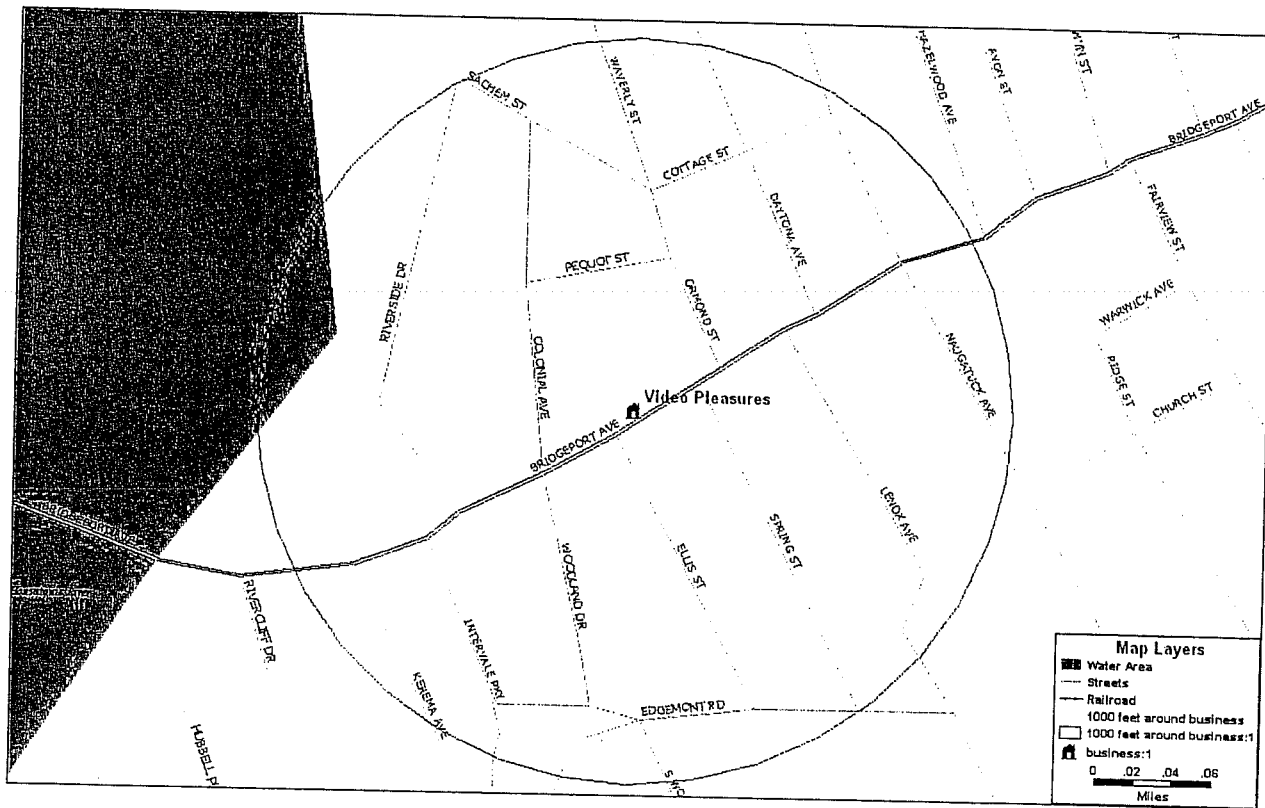 SACHEM ST
WAVERLY ST
HAZELWOOD AVE
AVON ST
BRIDGEPORT AVE
COTTAGE ST
DAYTONA AVE
FAIRVIEW ST
RIVERSIDE DR
PEQUOT ST
ORMOND ST
WARWICK AVE
COLONIAL AVE
NAUGATUCK AVE
RIDGE ST
CHURCH ST
Video Pleasures
BRIDGEPORT AVE
LENOX AVE
SPRING ST
ELLIS ST
WOODLAND DR
RIVERCLIFF DR
INTERVALE PKY
KENEMA AVE
EDGEMONT RD
HUBBELL PL
Map Layers
Water Area
Streets
Railroad
1000 feet around business
1000 feet around business:1
business:1
0 .02 .04 .06
Miles